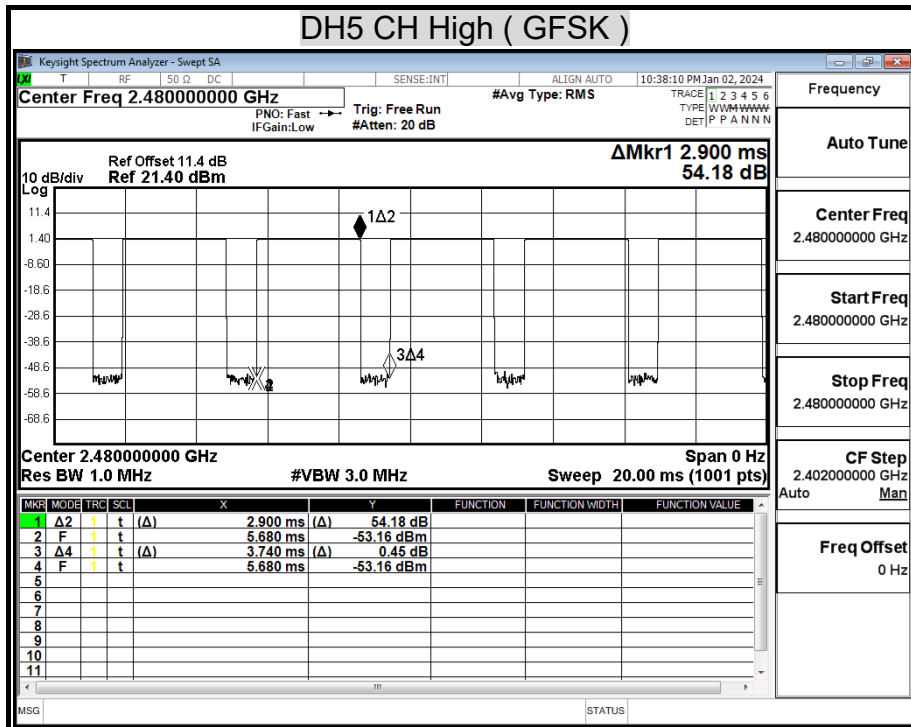 DH5 CH High ( GFSK )
Keysight Spectrum Analyzer - Swept SA
LXI T RF 50 Ω DC SENSE:INT ALIGN AUTO 10:38:10 PM Jan 02, 2024
Center Freq 2.480000000 GHz
PNO: Fast
IFGain:Low
Trig: Free Run
#Atten: 20 dB
#Avg Type: RMS
TRACE 1 2 3 4 5 6
TYPE WWMWWW
DET P P A N N N
ΔMkr1 2.900 ms
54.18 dB
Ref Offset 11.4 dB
10 dB/div Ref 21.40 dBm
Log
11.4
1.40
-8.60
-18.6
-28.6
-38.6
-48.6
-58.6
-68.6
1Δ2
3Δ4
Center 2.480000000 GHz Span 0 Hz
Res BW 1.0 MHz #VBW 3.0 MHz Sweep 20.00 ms (1001 pts)
MKR MODE TRC SCL X Y FUNCTION FUNCTION WIDTH FUNCTION VALUE
1 Δ2 1 t (Δ) 2.900 ms (Δ) 54.18 dB
2 F 1 t 5.680 ms -53.16 dBm
3 Δ4 1 t (Δ) 3.740 ms (Δ) 0.45 dB
4 F 1 t 5.680 ms -53.16 dBm
5
6
7
8
9
10
11
MSG STATUS
Frequency
Auto Tune
Center Freq
2.480000000 GHz
Start Freq
2.480000000 GHz
Stop Freq
2.480000000 GHz
CF Step
2.402000000 GHz
Auto Man
Freq Offset
0 Hz